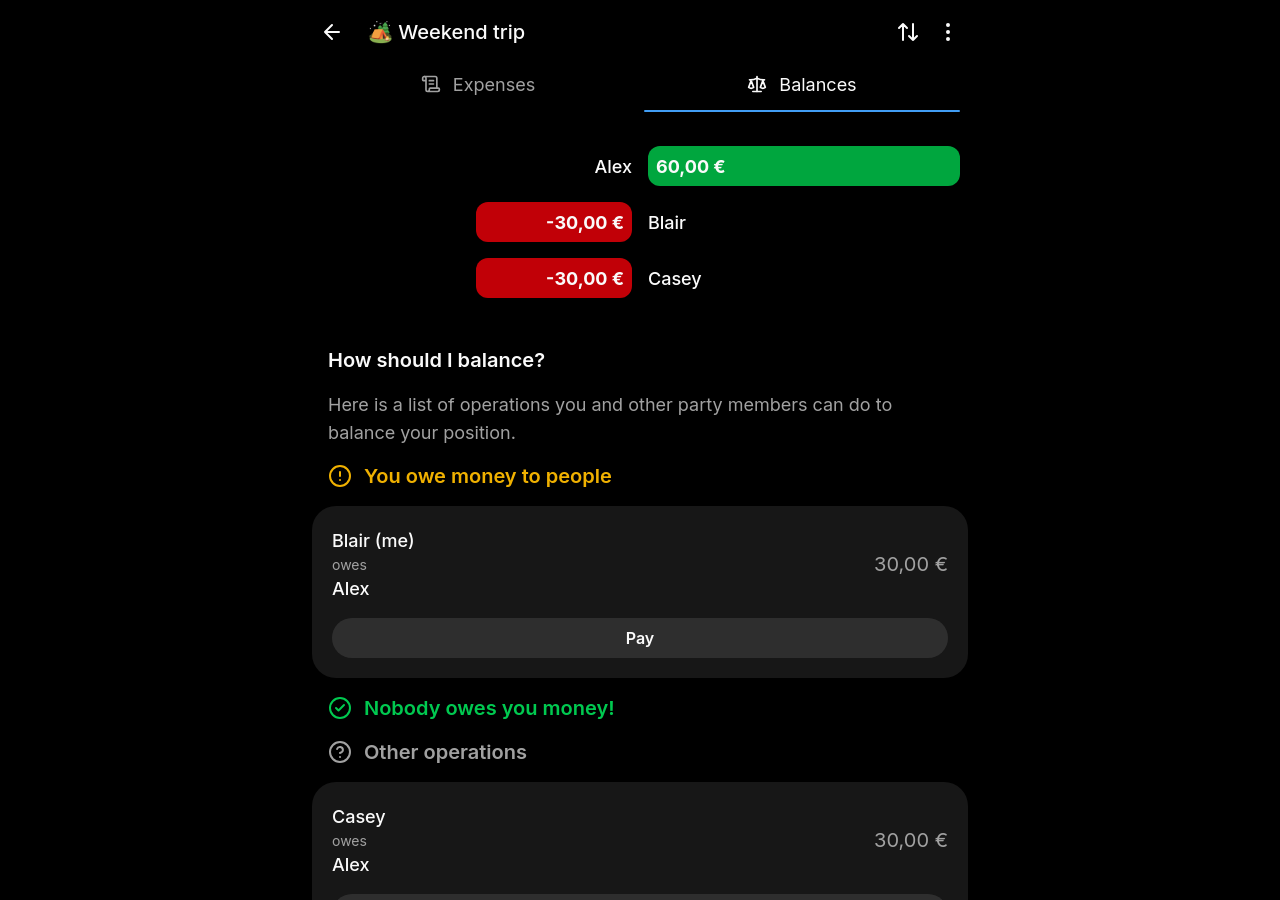 🏕️ Weekend trip
Expenses
Balances
Alex
60,00 €
-30,00 €
Blair
-30,00 €
Casey
How should I balance?
Here is a list of operations you and other party members can do to
balance your position.
You owe money to people
Blair (me)
owes
Alex
30,00 €
Pay
Nobody owes you money!
Other operations
Casey
owes
Alex
30,00 €